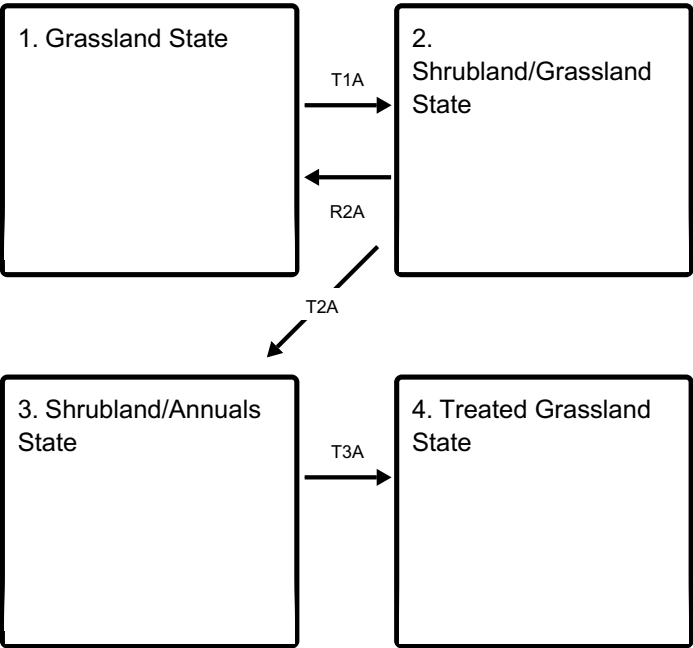 1. Grassland State
2.
Shrubland/Grassland
State
T1A
R2A
T2A
3. Shrubland/Annuals
State
4. Treated Grassland
State
T3A